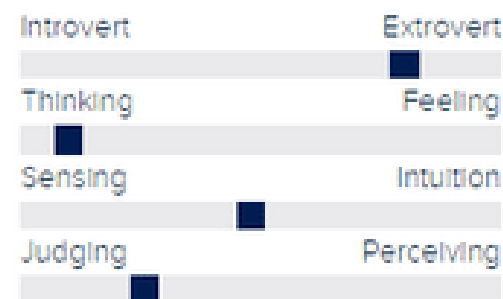 Introvert Extrovert
Thinking Feeling
Sensing Intuition
Judging Perceiving